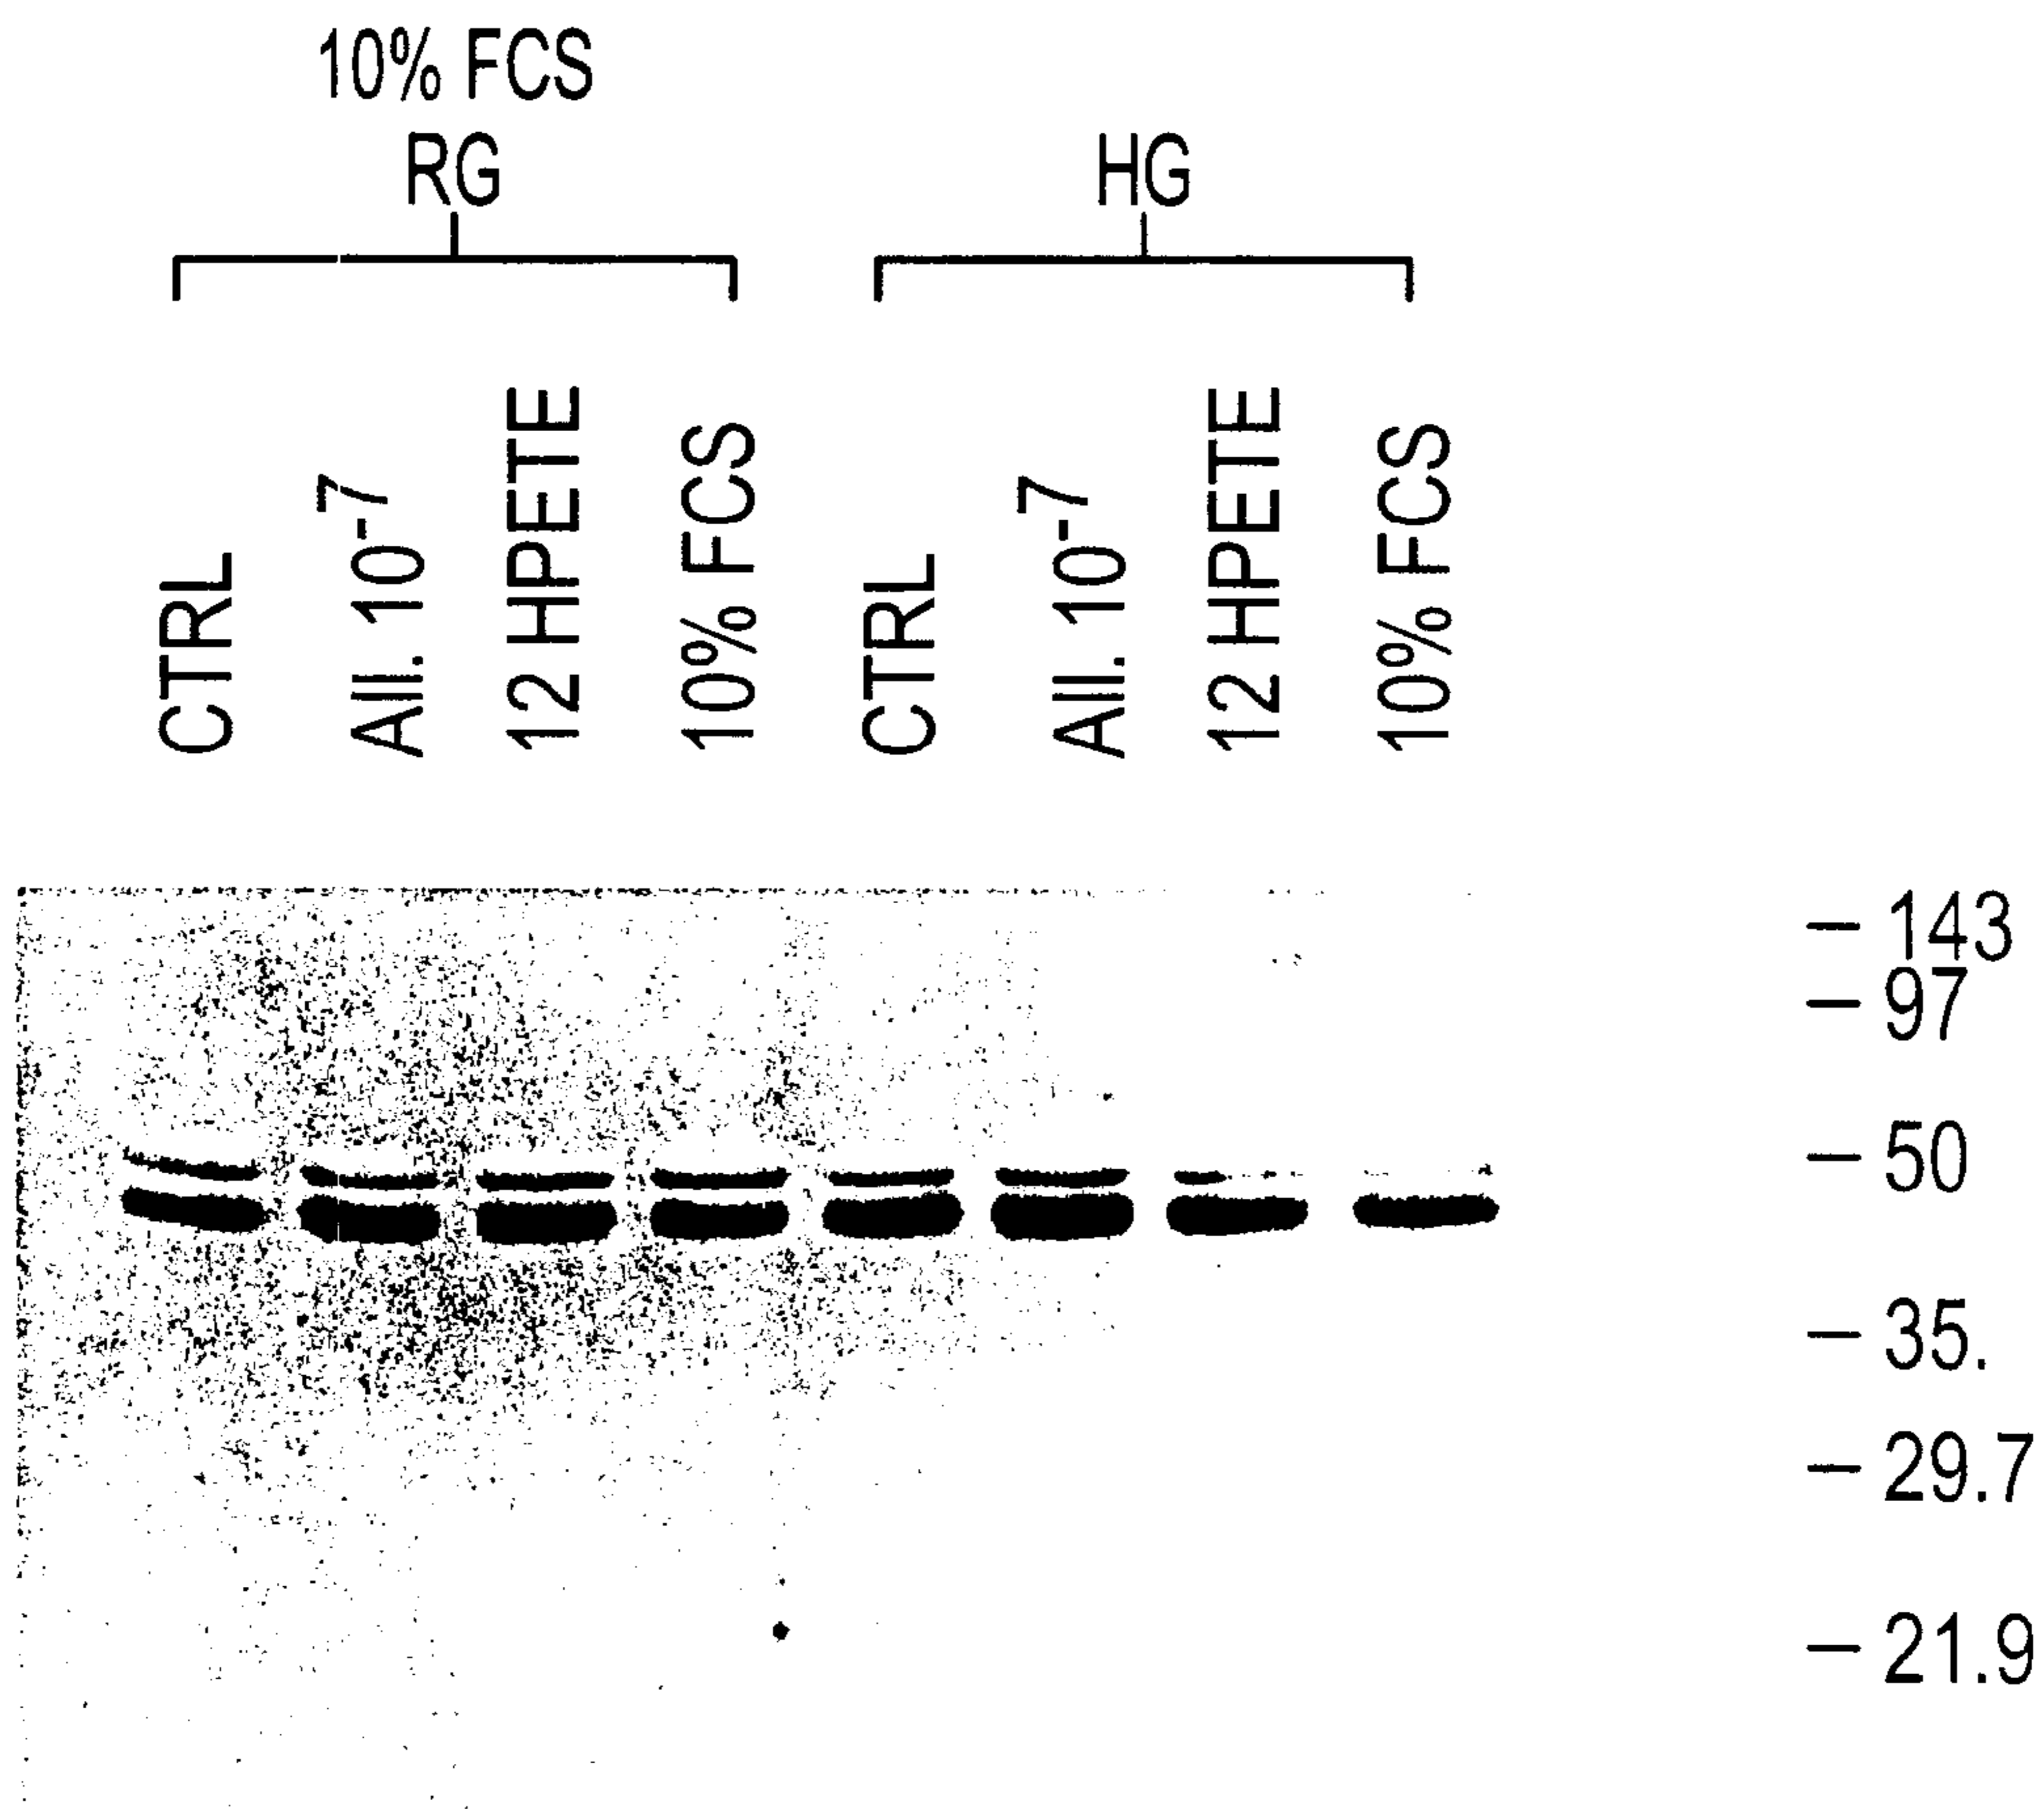 10% FCS
RG
HG
CTRL
AII. 10-7
12 HPETE
10% FCS
CTRL
AII. 10-7
12 HPETE
10% FCS
143
97
50
35.
29.7
21.9